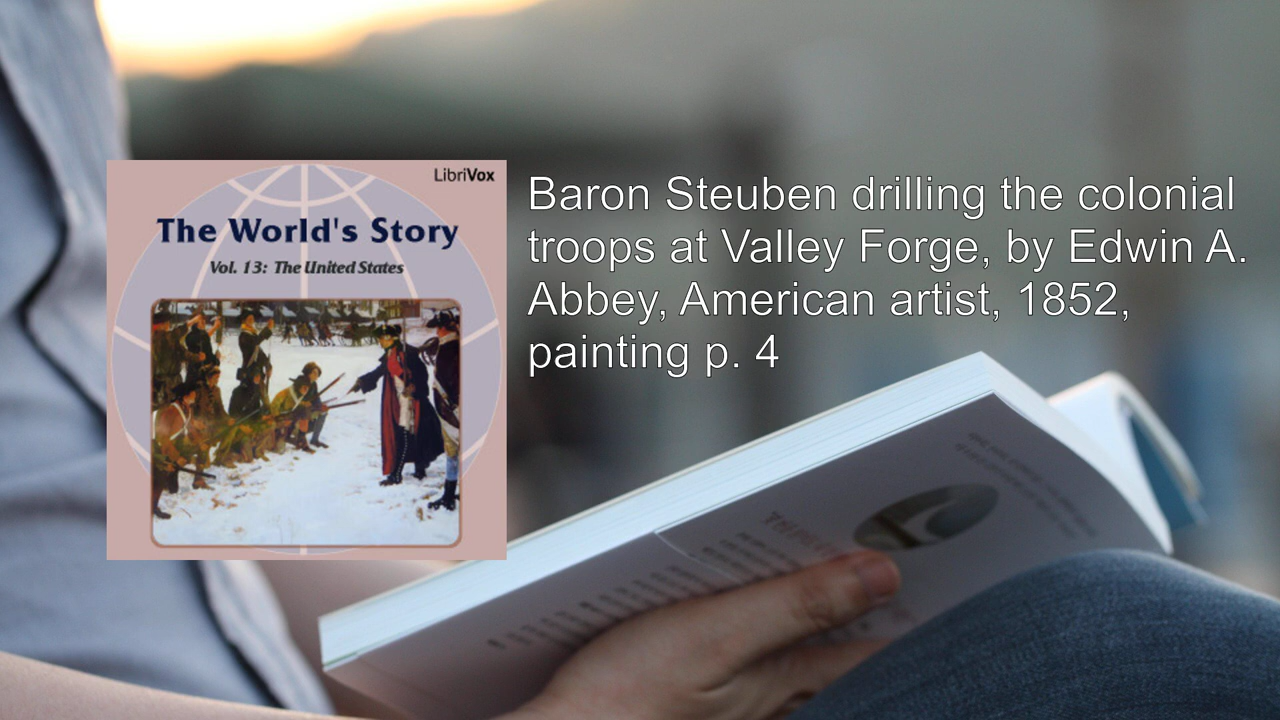 LibriVox
The World's Story
Vol. 13: The United States
Baron Steuben drilling the colonial
troops at Valley Forge, by Edwin A.
Abbey, American artist, 1852,
painting p. 4